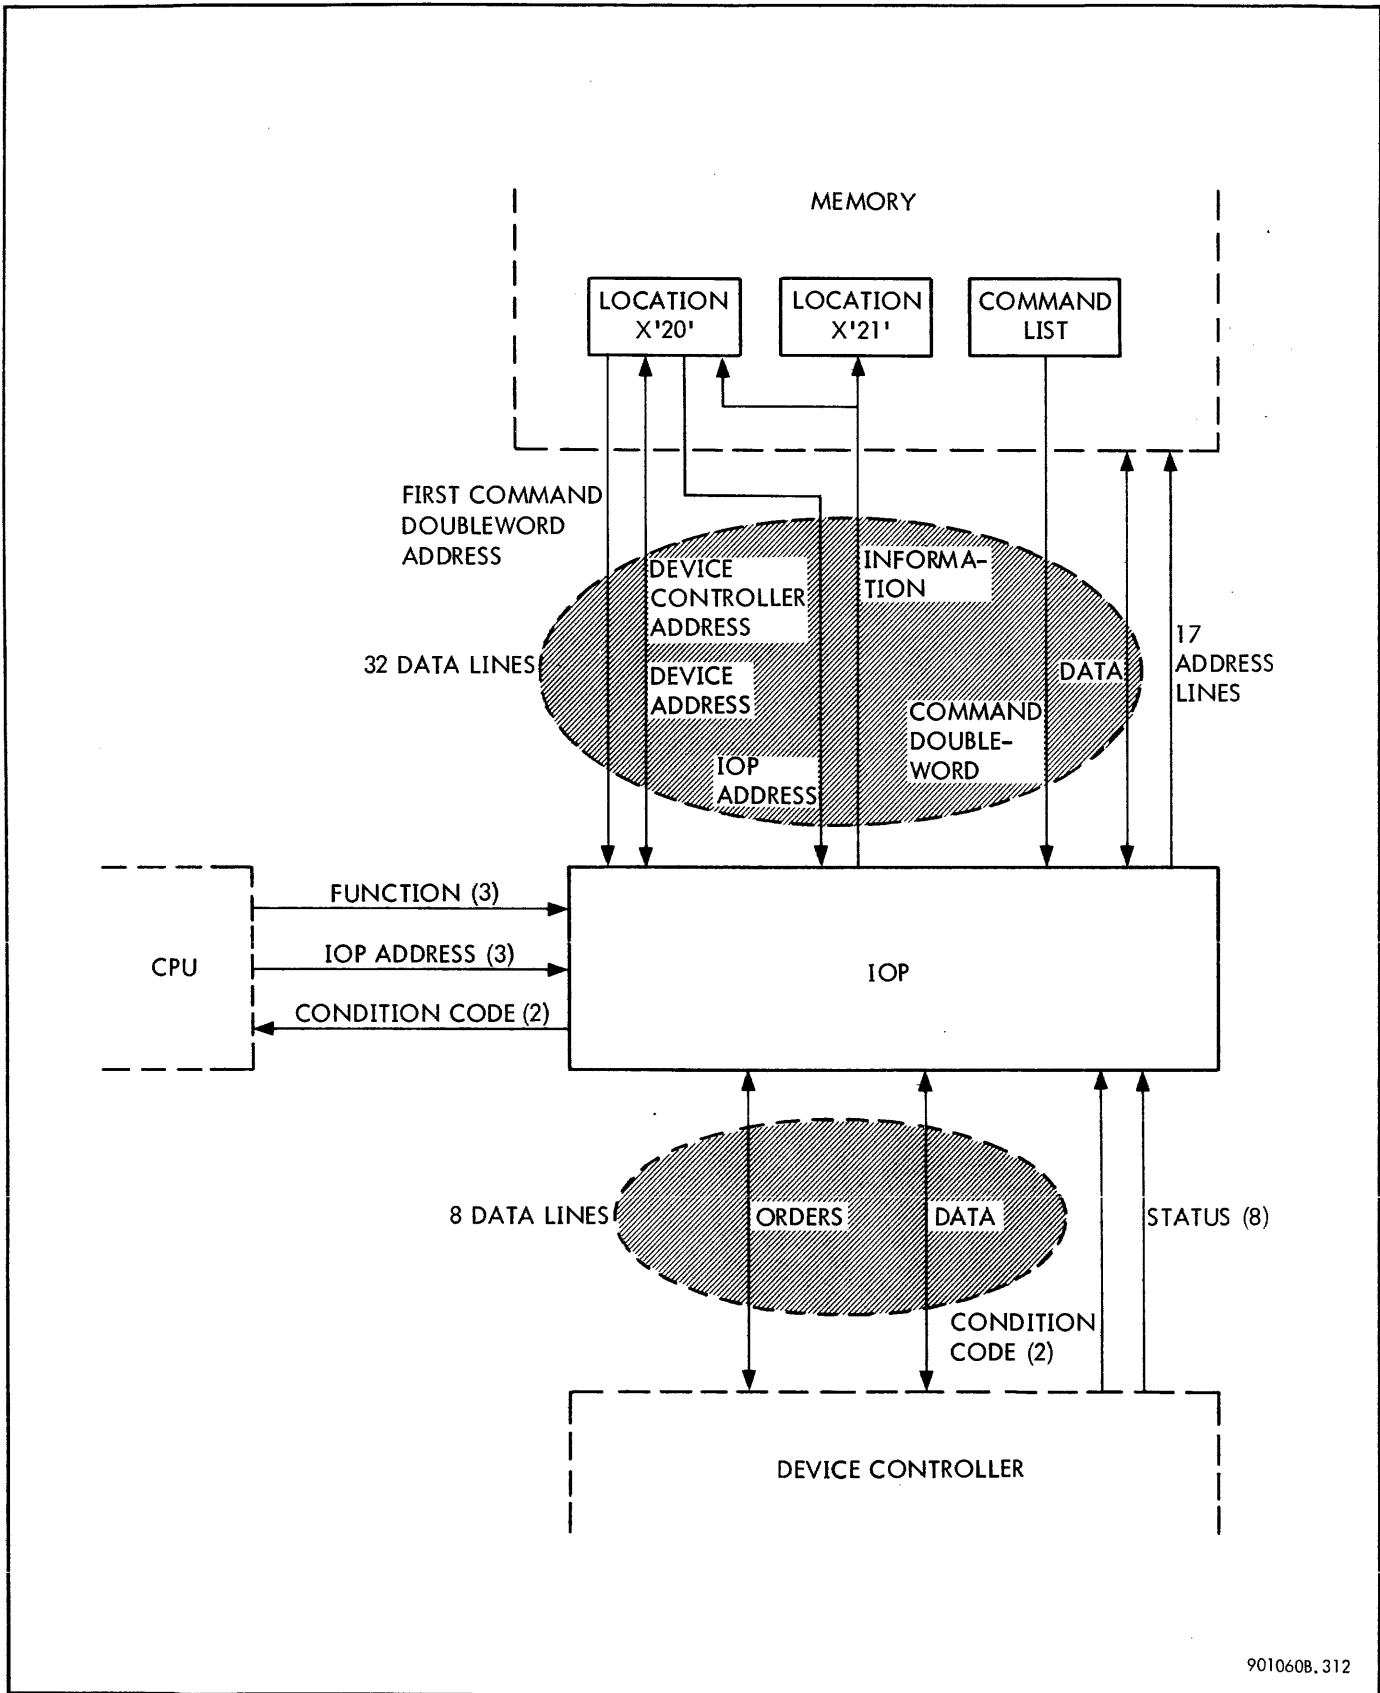 MEMORY
LOCATION
X'20'
LOCATION
X'21'
COMMAND
LIST
FIRST COMMAND
DOUBLEWORD
ADDRESS
DEVICE
CONTROLLER
ADDRESS
INFORMA-
TION
17
ADDRESS
LINES
32 DATA LINES
DEVICE
ADDRESS
DATA
COMMAND
DOUBLE-
WORD
IOP
ADDRESS
FUNCTION (3)
IOP ADDRESS (3)
CPU
IOP
CONDITION CODE (2)
8 DATA LINES
ORDERS
DATA
STATUS (8)
CONDITION
CODE (2)
DEVICE CONTROLLER
901060B.312